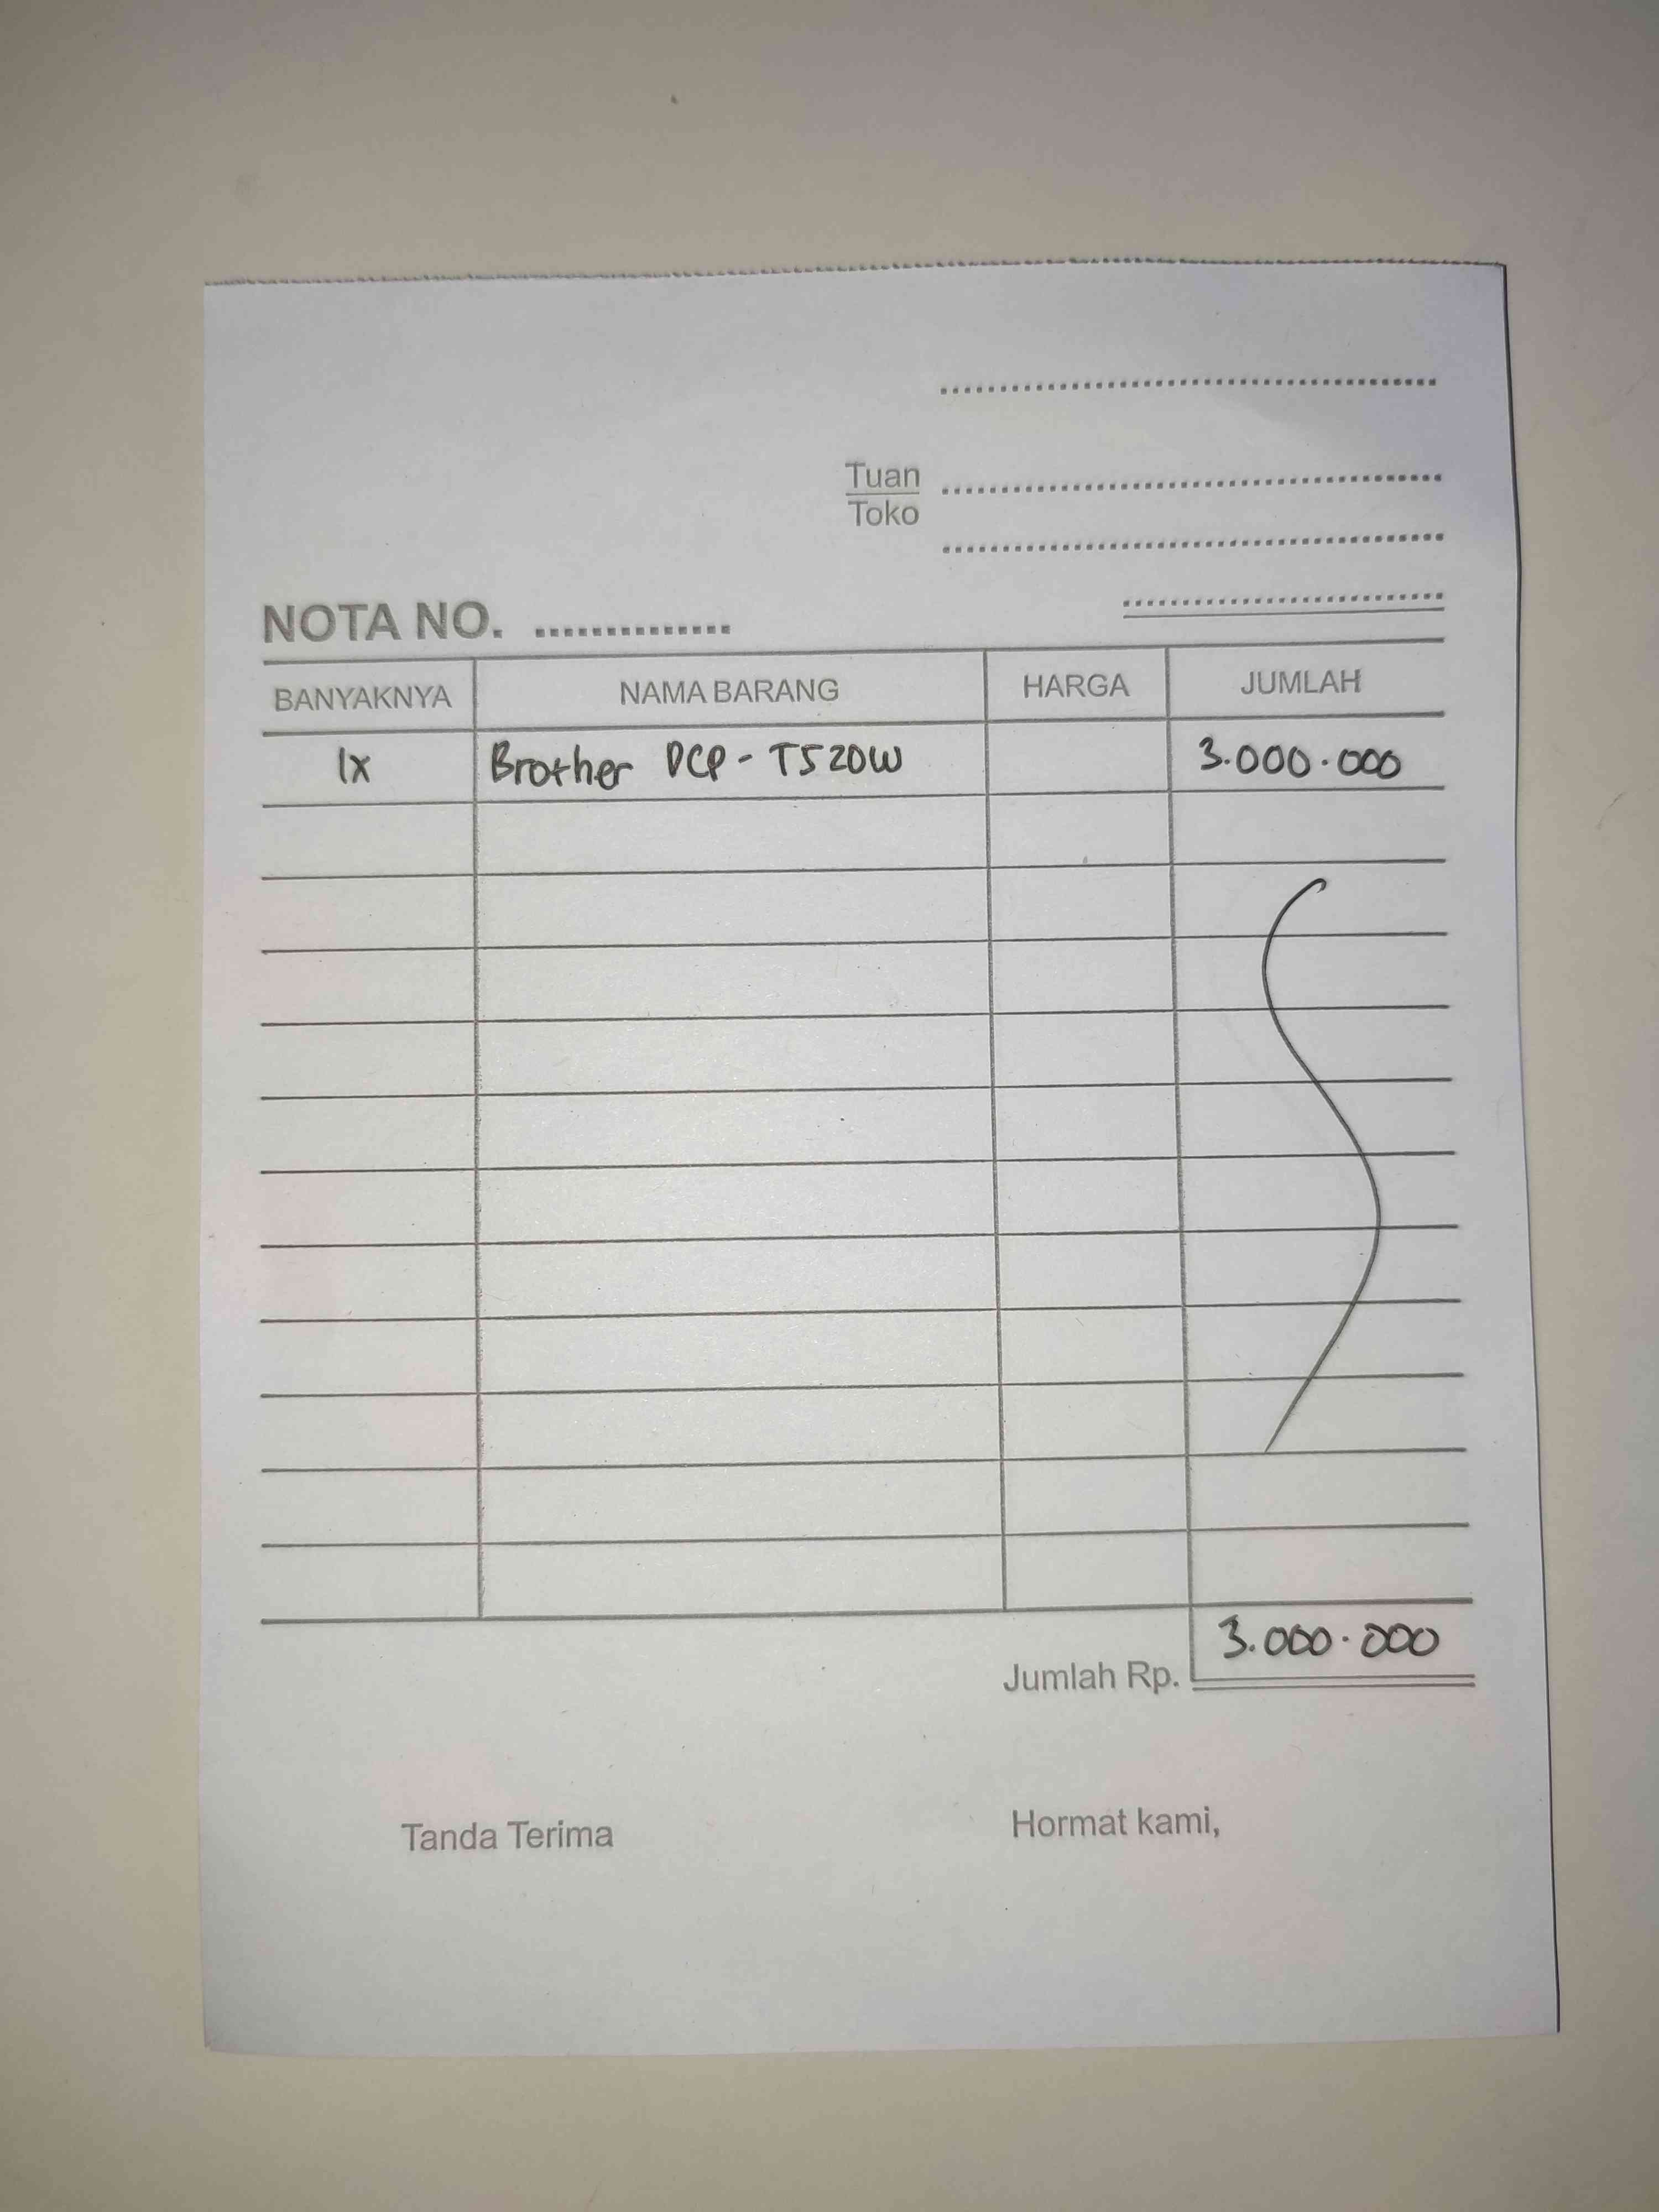 Tuan
Toko
NOTA NO. ..............
BANYAKNYA NAMA BARANG HARGA JUMLAH
1x Brother DCP - T520W 3.000.000
Jumlah Rp. 3.000.000
Tanda Terima Hormat kami,